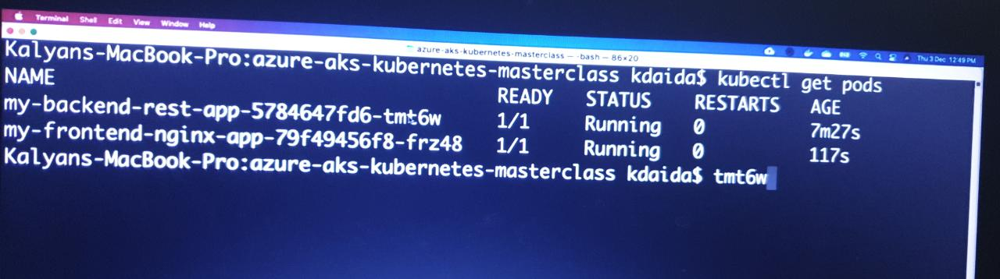 Terminal Shell Edit View Window Help
Thu 3 Dec 12:49 PM
azure-aks-kubernetes-masterclass — -bash — 86×20
Kalyans-MacBook-Pro:azure-aks-kubernetes-masterclass kdaida$ kubectl get pods
NAME READY STATUS RESTARTS AGE
my-backend-rest-app-5784647fd6-tmt6w 1/1 Running 0 7m27s
my-frontend-nginx-app-79f49456f8-frz48 1/1 Running 0 117s
Kalyans-MacBook-Pro:azure-aks-kubernetes-masterclass kdaida$ tmt6w